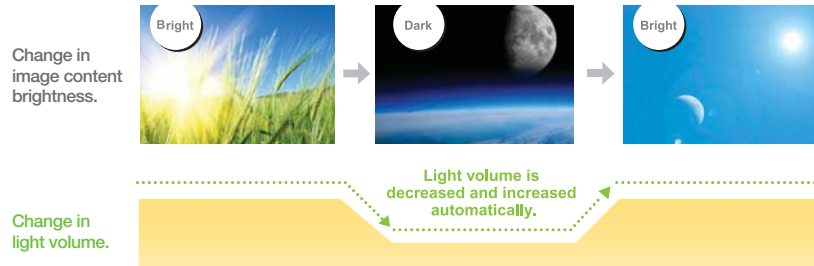 Bright
Dark
Bright
Change in
image content
brightness.
Light volume is
decreased and increased
automatically.
Change in
light volume.